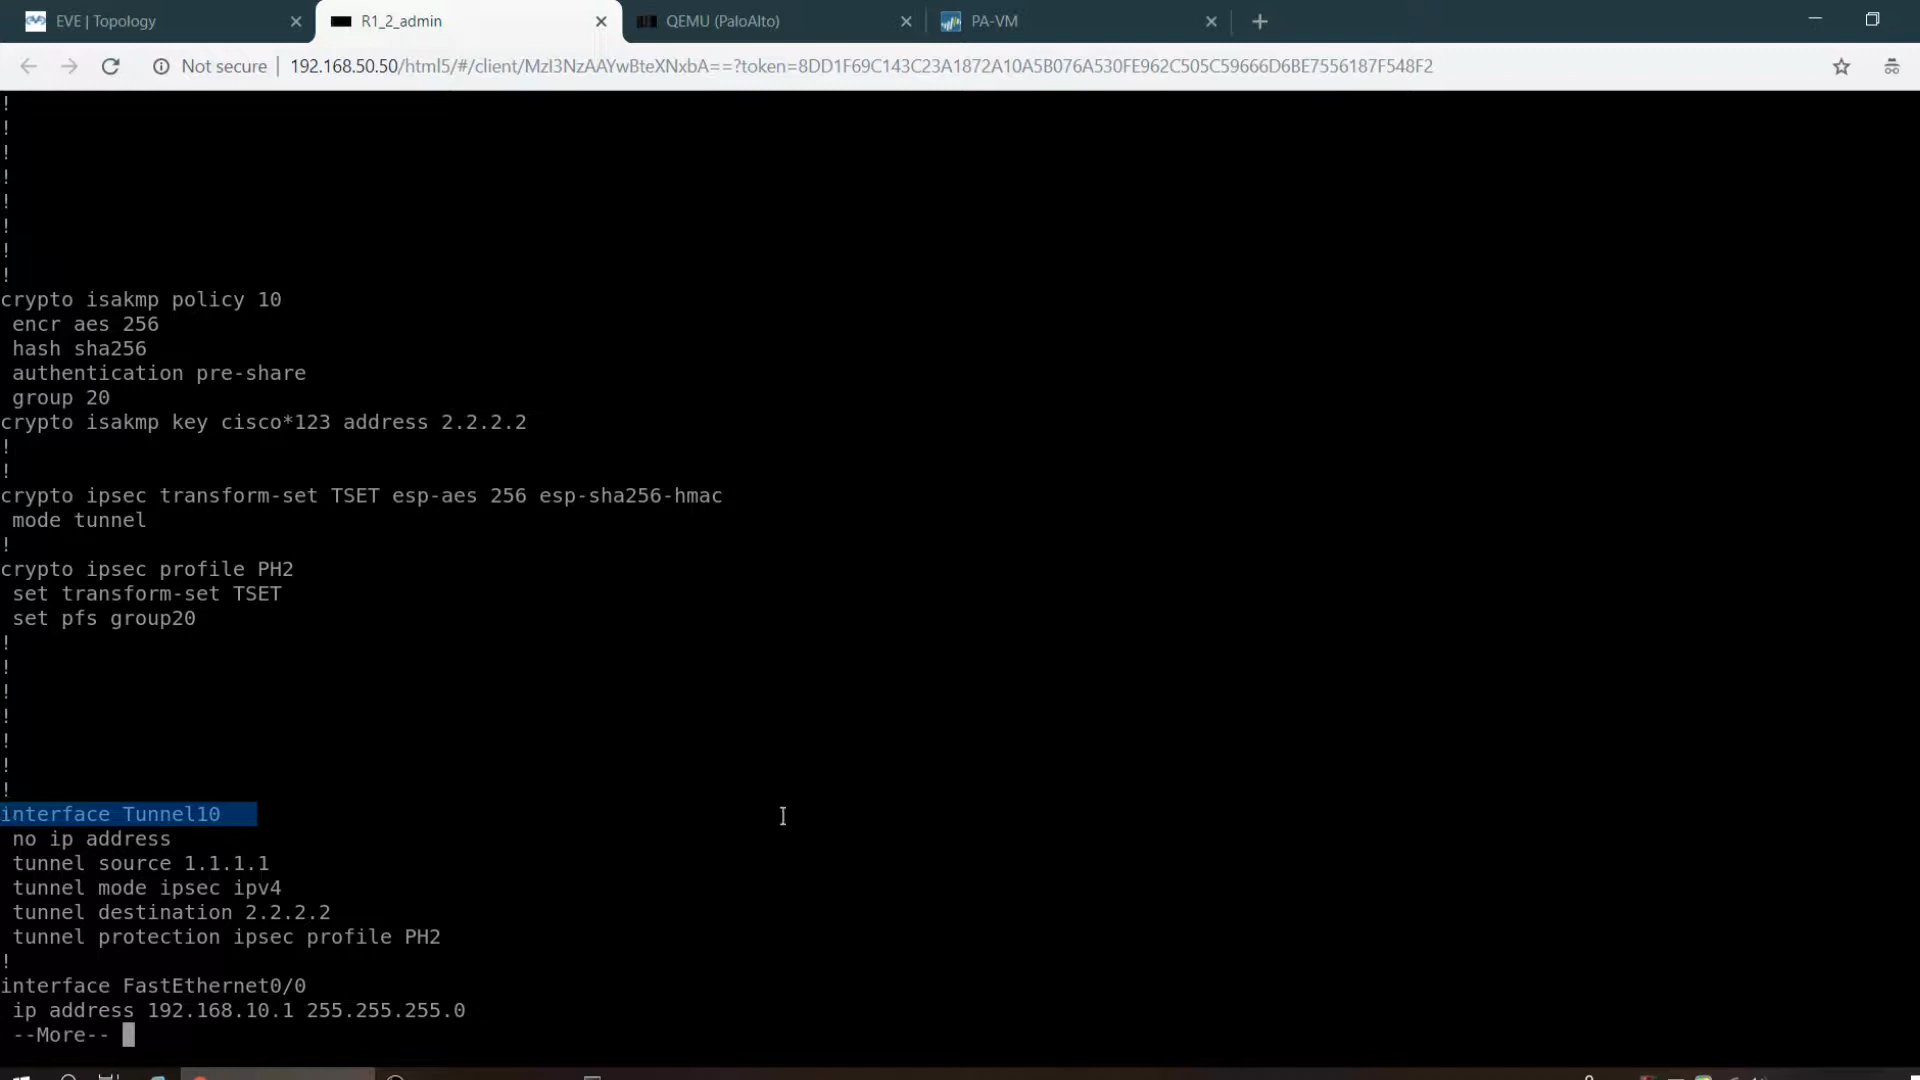 EVE | Topology
R1_2_admin
QEMU (PaloAlto)
PA-VM
Not secure | 192.168.50.50/html5/#/client/MzI3NzAAYwBteXNxbA==?token=8DD1F69C143C23A1872A10A5B076A530FE962C505C59666D6BE7556187F548F2
!
!
!
!
!
!
!
!
crypto isakmp policy 10
encr aes 256
hash sha256
authentication pre-share
group 20
crypto isakmp key cisco*123 address 2.2.2.2
!
!
crypto ipsec transform-set TSET esp-aes 256 esp-sha256-hmac
mode tunnel
!
crypto ipsec profile PH2
set transform-set TSET
set pfs group20
!
!
!
!
!
!
!
interface Tunnel10
no ip address
tunnel source 1.1.1.1
tunnel mode ipsec ipv4
tunnel destination 2.2.2.2
tunnel protection ipsec profile PH2
!
interface FastEthernet0/0
ip address 192.168.10.1 255.255.255.0
--More--